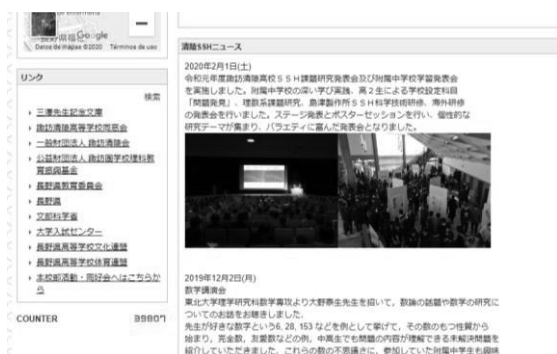 Google
Datos de mapas ©2020 Términos de uso
リンク
検索
三澤先生記念文庫
諏訪清陵高等学校同窓会
一般財団法人 諏訪清陵会
公益財団法人 諏訪圏学校理科教
育振興基金
長野県教育委員会
長野県
文部科学省
大学入試センター
長野県高等学校文化連盟
長野県高等学校体育連盟
本校部活動・同好会へはこちらか
ら
COUNTER 39807
清陵SSHニュース
2020年2月1日(土)
令和元年度諏訪清陵高校SSH課題研究発表会及び附属中学校学習発表会
を実施しました。附属中学校の深い学び実践、高2生による学校設定科目
「問題発見」、理数系課題研究、島津製作所SSH科学技術研修、海外研修
の発表会を行いました。ステージ発表とポスターセッションを行い、個性的な
研究テーマが集まり、バラエティに富んだ発表会となりました。
2019年12月2日(月)
数学講演会
東北大学理学研究科数学専攻より大野泰生先生を招いて、数論の話題や数学の研究に
ついてのお話をお聴きしました.
先生が好きな数字という6, 28, 153 などを例として挙げて, その数のもつ性質から
始まり, 完全数, 友愛数などの例, 中高生でも問題の内容が理解できる未解決問題を
紹介していただきました. これらの数の不思議さに, 参加していた附属中学生も興味